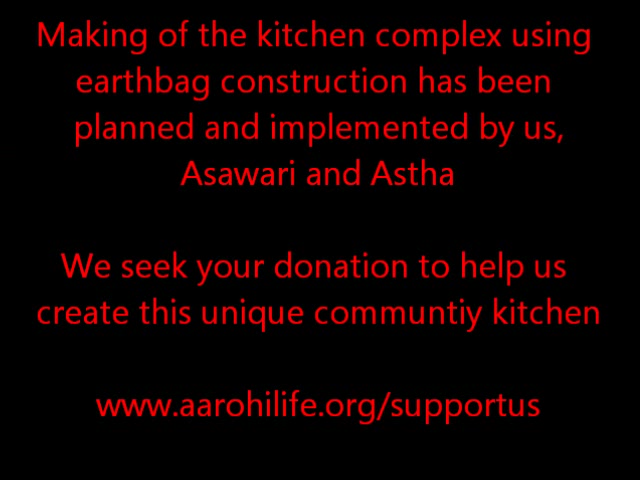 Making of the kitchen complex using
earthbag construction has been
planned and implemented by us,
Asawari and Astha
We seek your donation to help us
create this unique communtiy kitchen
www.aarohilife.org/supportus